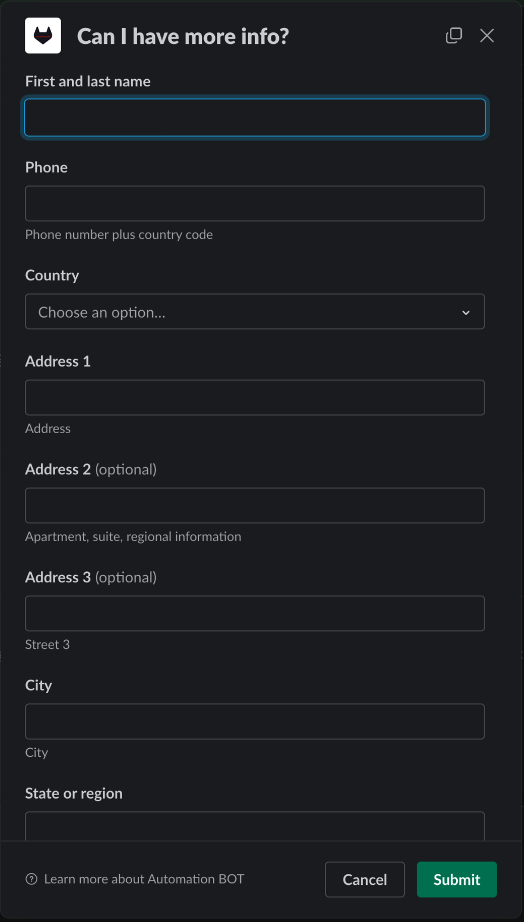 Can I have more info?
First and last name
Phone
Phone number plus country code
Country
Choose an option...
Address 1
Address
Address 2 (optional)
Apartment, suite, regional information
Address 3 (optional)
Street 3
City
City
State or region
Learn more about Automation BOT
Cancel
Submit